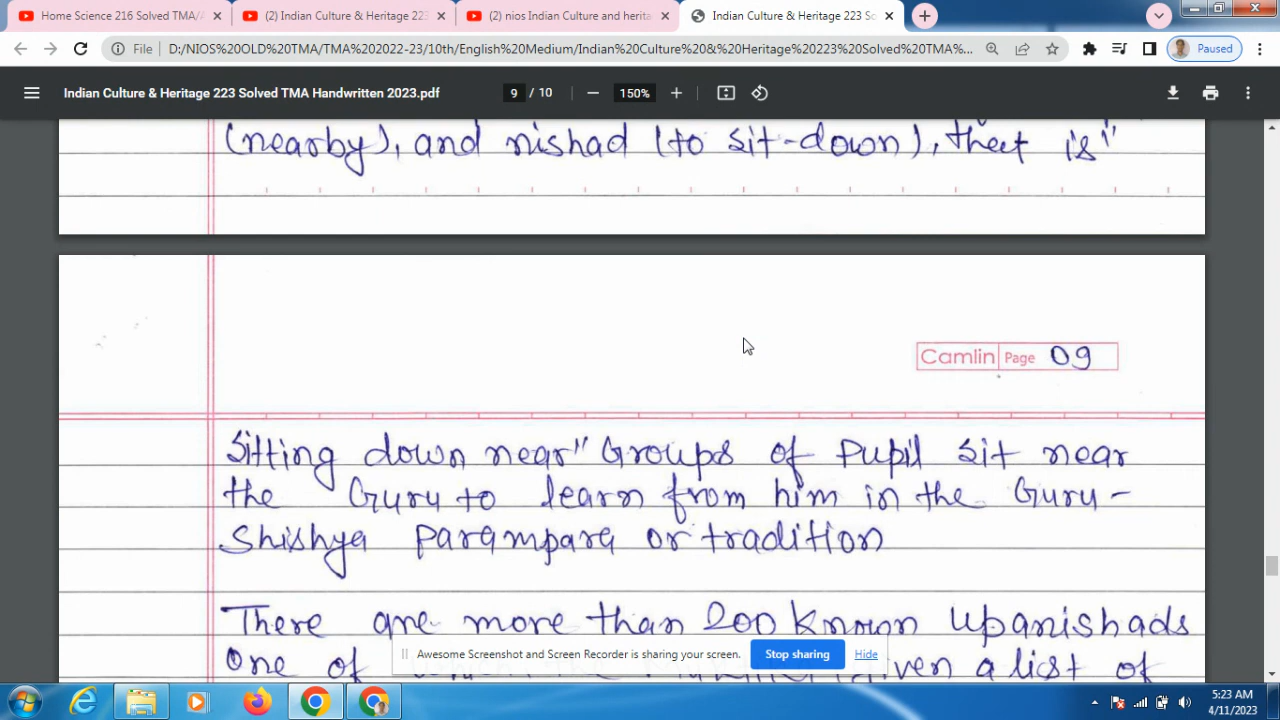 Home Science 216 Solved TMA/A
(2) Indian Culture & Heritage 223
(2) nios Indian culture and herita
Indian Culture & Heritage 223 So
Paused
File | D:/NIOS%20OLD%20TMA/TMA%202022-23/10th/English%20Medium/Indian%20Culture%20&%20Heritage%20223%20Solved%20TMA%...
Indian Culture & Heritage 223 Solved TMA Handwritten 2023.pdf
9 / 10
150%
(nearby), and nishad (to sit-down), that is"
Camlin Page 09
Sitting down near" Groups of Pupil sit near
the Guru to learn from him in the Guru -
Shishya Parampara or tradition
There are more than 200 known Upanishads
One of which the given a list of
Awesome Screenshot and Screen Recorder is sharing your screen.
Stop sharing
Hide
5:23 AM
4/11/2023